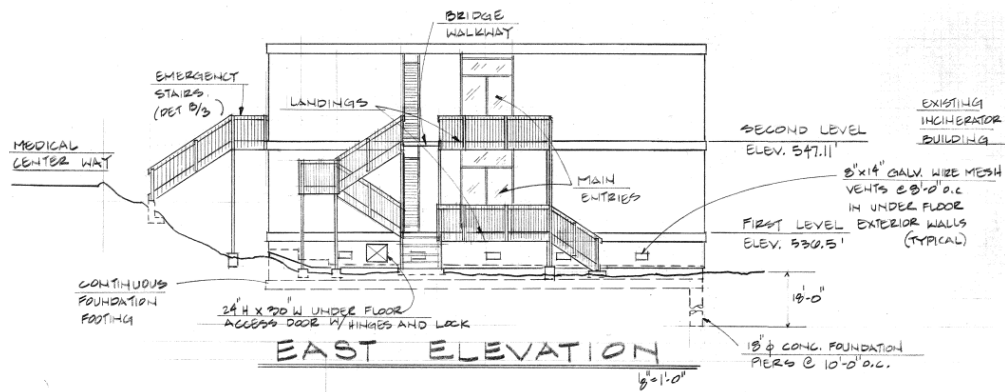 BRIDGE
WALKWAY
EMERGENCY
STAIRS
(DET B/3)
LANDINGS
MEDICAL
CENTER WAY
EXISTING
INCINERATOR
BUILDING
SECOND LEVEL
ELEV. 547.11'
8"x14" GALV. WIRE MESH
VENTS @ 8'-0" O.C.
IN UNDER FLOOR
EXTERIOR WALLS
(TYPICAL)
MAIN
ENTRIES
FIRST LEVEL
ELEV. 536.5'
CONTINUOUS
FOUNDATION
FOOTING
24" H x 30" W UNDER FLOOR
ACCESS DOOR W/ HINGES AND LOCK
18'-0"
18" φ CONC. FOUNDATION
PIERS @ 10'-0" O.C.
EAST ELEVATION
1/8"=1'-0"